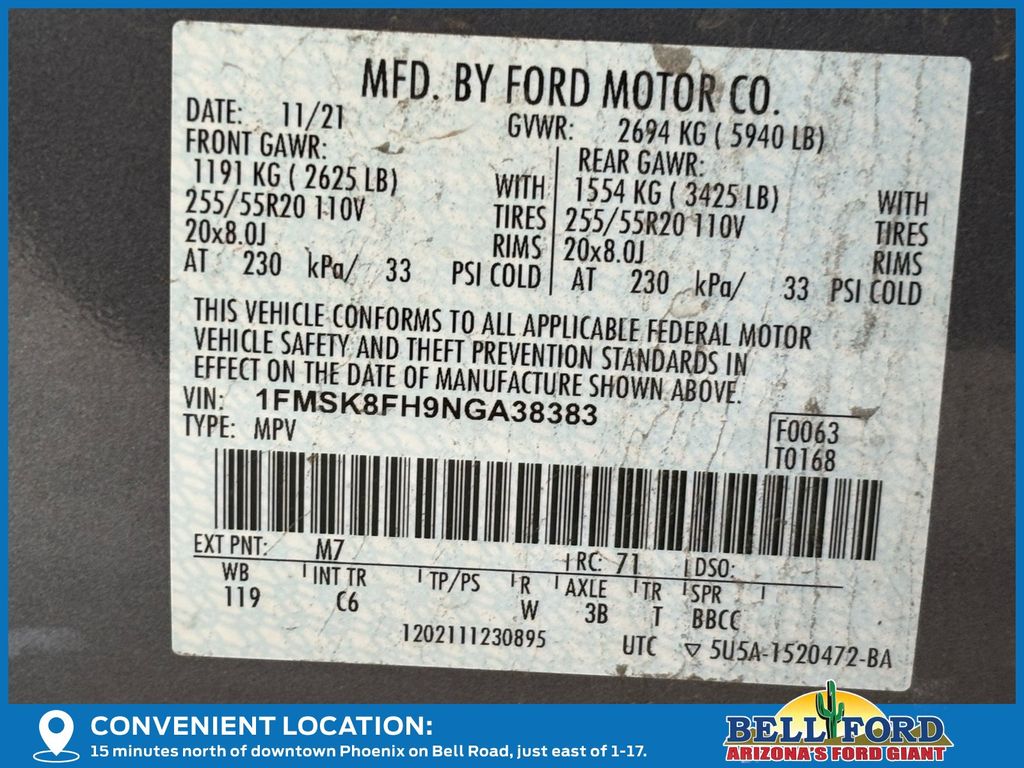 MFD. BY FORD MOTOR CO.
DATE: 11/21
GVWR: 2694 KG ( 5940 LB)
FRONT GAWR:
1191 KG ( 2625 LB) WITH
255/55R20 110V TIRES
20x8.0J RIMS
AT 230 kPa/ 33 PSI COLD
REAR GAWR:
1554 KG ( 3425 LB) WITH
255/55R20 110V TIRES
20x8.0J RIMS
AT 230 kPa/ 33 PSI COLD
THIS VEHICLE CONFORMS TO ALL APPLICABLE FEDERAL MOTOR
VEHICLE SAFETY AND THEFT PREVENTION STANDARDS IN
EFFECT ON THE DATE OF MANUFACTURE SHOWN ABOVE.
VIN: 1FMSK8FH9NGA38383
TYPE: MPV
F0063
T0168
EXT PNT: M7 RC: 71 DSO:
WB INT TR TP/PS R AXLE TR SPR
119 C6 W 3B T BBCC
1202111230895 UTC ▽ 5U5A-1520472-BA
CONVENIENT LOCATION:
15 minutes north of downtown Phoenix on Bell Road, just east of 1-17.
BELL FORD
ARIZONA'S FORD GIANT